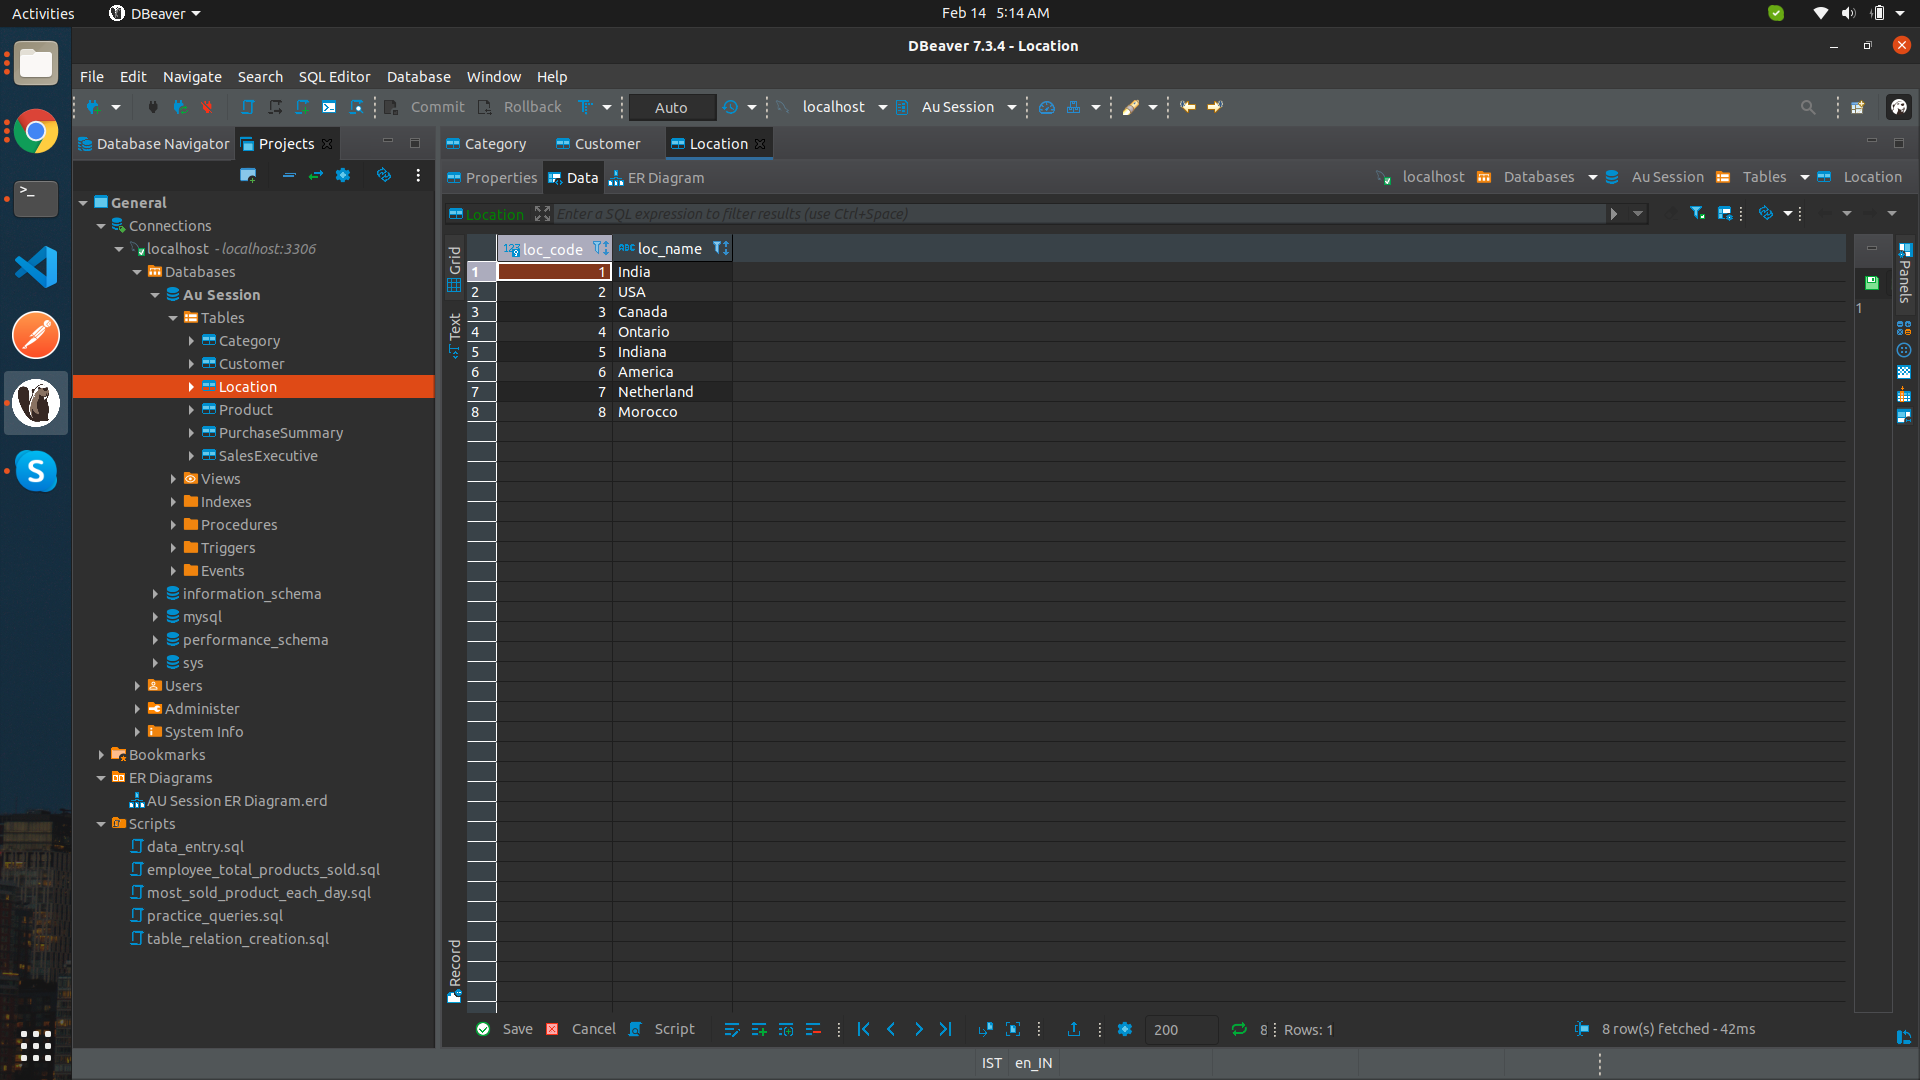 Activities DBeaver Feb 14 5:14 AM
DBeaver 7.3.4 - Location
File Edit Navigate Search SQL Editor Database Window Help
Commit Rollback Auto localhost Au Session
Database Navigator Projects
Category Customer Location
Properties Data ER Diagram localhost Databases Au Session Tables Location
Location Enter a SQL expression to filter results (use Ctrl+Space)
General
Connections
localhost - localhost:3306
Databases
Au Session
Tables
Category
Customer
Location
Product
PurchaseSummary
SalesExecutive
Views
Indexes
Procedures
Triggers
Events
information_schema
mysql
performance_schema
sys
Users
Administer
System Info
Bookmarks
ER Diagrams
AU Session ER Diagram.erd
Scripts
data_entry.sql
employee_total_products_sold.sql
most_sold_product_each_day.sql
practice_queries.sql
table_relation_creation.sql
Grid
Text
Record
123 loc_code ABC loc_name
1 1 India
2 2 USA
3 3 Canada
4 4 Ontario
5 5 Indiana
6 6 America
7 7 Netherland
8 8 Morocco
1
Panels
Save Cancel Script 200 8 Rows: 1 8 row(s) fetched - 42ms
IST en_IN